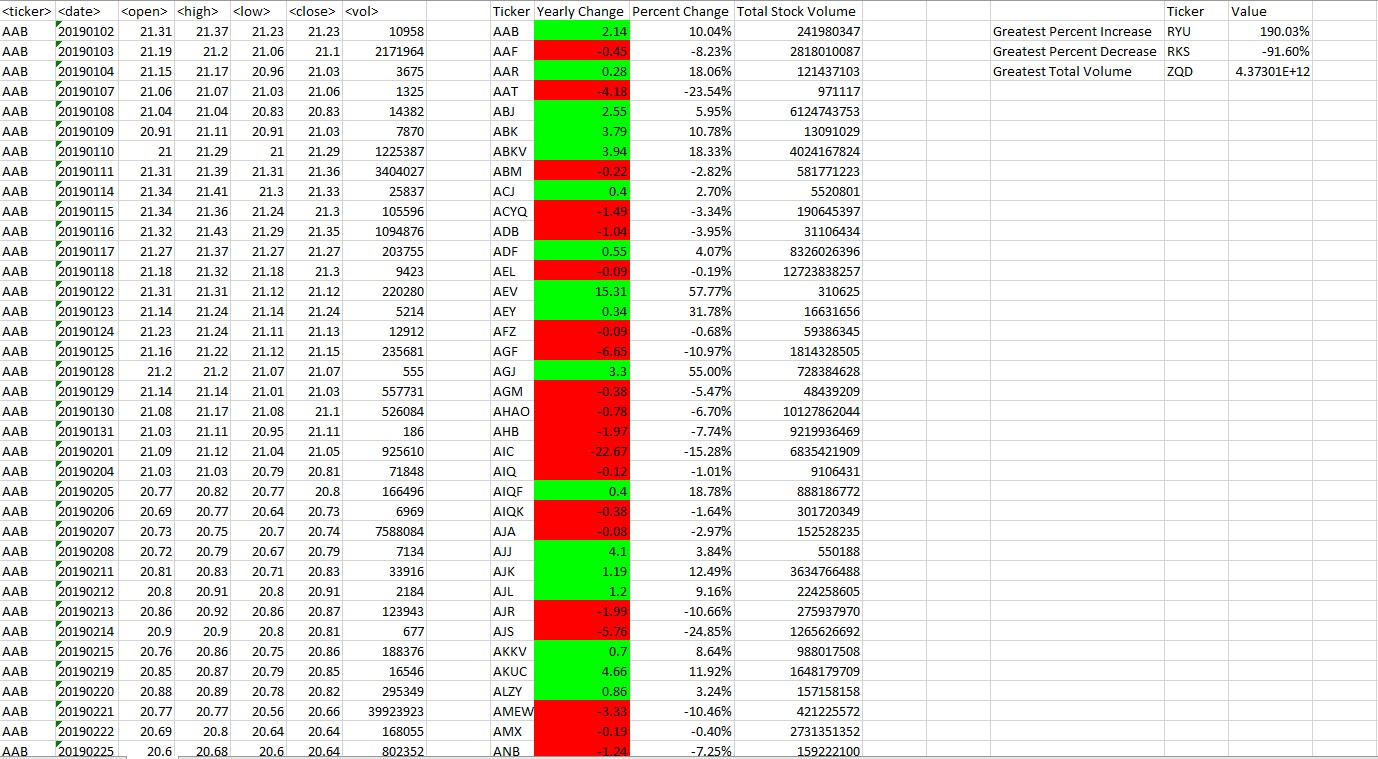 <ticker> <date> <open> <high> <low> <close> <vol> Ticker Yearly Change Percent Change Total Stock Volume Ticker Value
AAB 20190102 21.31 21.37 21.23 21.23 10958 AAB 2.14 10.04% 241980347 Greatest Percent Increase RYU 190.03%
AAB 20190103 21.19 21.2 21.06 21.1 2171964 AAF -0.45 -8.23% 2818010087 Greatest Percent Decrease RKS -91.60%
AAB 20190104 21.15 21.17 20.96 21.03 3675 AAR 0.28 18.06% 121437103 Greatest Total Volume ZQD 4.37301E+12
AAB 20190107 21.06 21.07 21.03 21.06 1325 AAT -4.18 -23.54% 971117
AAB 20190108 21.04 21.04 20.83 20.83 14382 ABJ 2.55 5.95% 6124743753
AAB 20190109 20.91 21.11 20.91 21.03 7870 ABK 3.79 10.78% 13091029
AAB 20190110 21 21.29 21 21.29 1225387 ABKV 3.94 18.33% 4024167824
AAB 20190111 21.31 21.39 21.31 21.36 3404027 ABM -0.22 -2.82% 581771223
AAB 20190114 21.34 21.41 21.3 21.33 25837 ACJ 0.4 2.70% 5520801
AAB 20190115 21.34 21.36 21.24 21.3 105596 ACYQ -1.49 -3.34% 190645397
AAB 20190116 21.32 21.43 21.29 21.35 1094876 ADB -1.04 -3.95% 31106434
AAB 20190117 21.27 21.37 21.27 21.27 203755 ADF 0.55 4.07% 8326026396
AAB 20190118 21.18 21.32 21.18 21.3 9423 AEL -0.09 -0.19% 12723838257
AAB 20190122 21.31 21.31 21.12 21.12 220280 AEV 15.31 57.77% 310625
AAB 20190123 21.14 21.24 21.14 21.24 5214 AEY 0.34 31.78% 16631656
AAB 20190124 21.23 21.24 21.11 21.13 12912 AFZ -0.09 -0.68% 59386345
AAB 20190125 21.16 21.22 21.12 21.15 235681 AGF -6.65 -10.97% 1814328505
AAB 20190128 21.2 21.2 21.07 21.07 555 AGJ 3.3 55.00% 728384628
AAB 20190129 21.14 21.14 21.01 21.03 557731 AGM -0.38 -5.47% 48439209
AAB 20190130 21.08 21.17 21.08 21.1 526084 AHAO -0.78 -6.70% 10127862044
AAB 20190131 21.03 21.11 20.95 21.11 186 AHB -1.97 -7.74% 9219936469
AAB 20190201 21.09 21.12 21.04 21.05 925610 AIC -22.67 -15.28% 6835421909
AAB 20190204 21.03 21.03 20.79 20.81 71848 AIQ -0.12 -1.01% 9106431
AAB 20190205 20.77 20.82 20.77 20.8 166496 AIQF 0.4 18.78% 888186772
AAB 20190206 20.69 20.77 20.64 20.73 6969 AIQK -0.38 -1.64% 301720349
AAB 20190207 20.73 20.75 20.7 20.74 7588084 AJA -0.08 -2.97% 152528235
AAB 20190208 20.72 20.79 20.67 20.79 7134 AJJ 4.1 3.84% 550188
AAB 20190211 20.81 20.83 20.71 20.83 33916 AJK 1.19 12.49% 3634766488
AAB 20190212 20.8 20.91 20.8 20.91 2184 AJL 1.2 9.16% 224258605
AAB 20190213 20.86 20.92 20.86 20.87 123943 AJR -1.99 -10.66% 275937970
AAB 20190214 20.9 20.9 20.8 20.81 677 AJS -5.76 -24.85% 1265626692
AAB 20190215 20.76 20.86 20.75 20.86 188376 AKKV 0.7 8.64% 988017508
AAB 20190219 20.85 20.87 20.79 20.85 16546 AKUC 4.66 11.92% 1648179709
AAB 20190220 20.88 20.89 20.78 20.82 295349 ALZY 0.86 3.24% 157158158
AAB 20190221 20.77 20.77 20.56 20.66 39923923 AMEW -3.33 -10.46% 421225572
AAB 20190222 20.69 20.8 20.64 20.64 168055 AMX -0.19 -0.40% 2731351352
AAB 20190225 20.6 20.68 20.6 20.64 802352 ANB -1.24 -7.25% 159222100